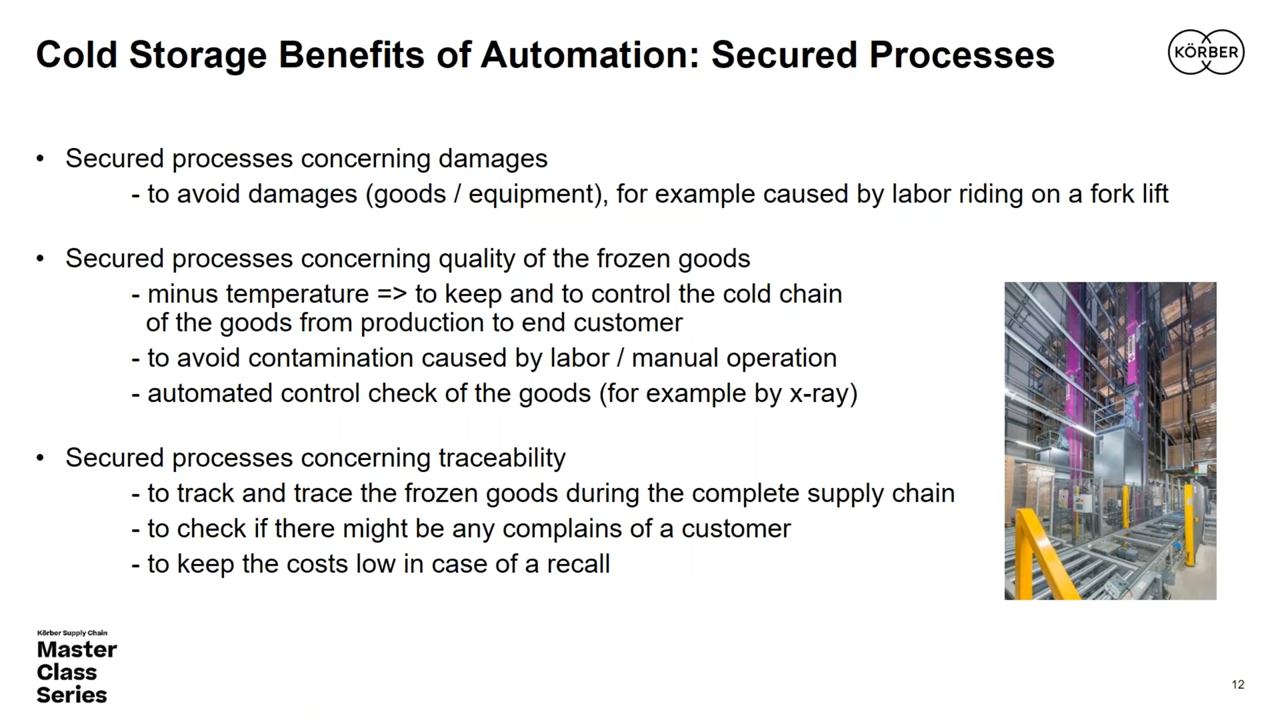 Cold Storage Benefits of Automation: Secured Processes
KÖRBER
• Secured processes concerning damages
- to avoid damages (goods / equipment), for example caused by labor riding on a fork lift
• Secured processes concerning quality of the frozen goods
- minus temperature => to keep and to control the cold chain
of the goods from production to end customer
- to avoid contamination caused by labor / manual operation
- automated control check of the goods (for example by x-ray)
• Secured processes concerning traceability
- to track and trace the frozen goods during the complete supply chain
- to check if there might be any complains of a customer
- to keep the costs low in case of a recall
Körber Supply Chain
Master
Class
Series
12